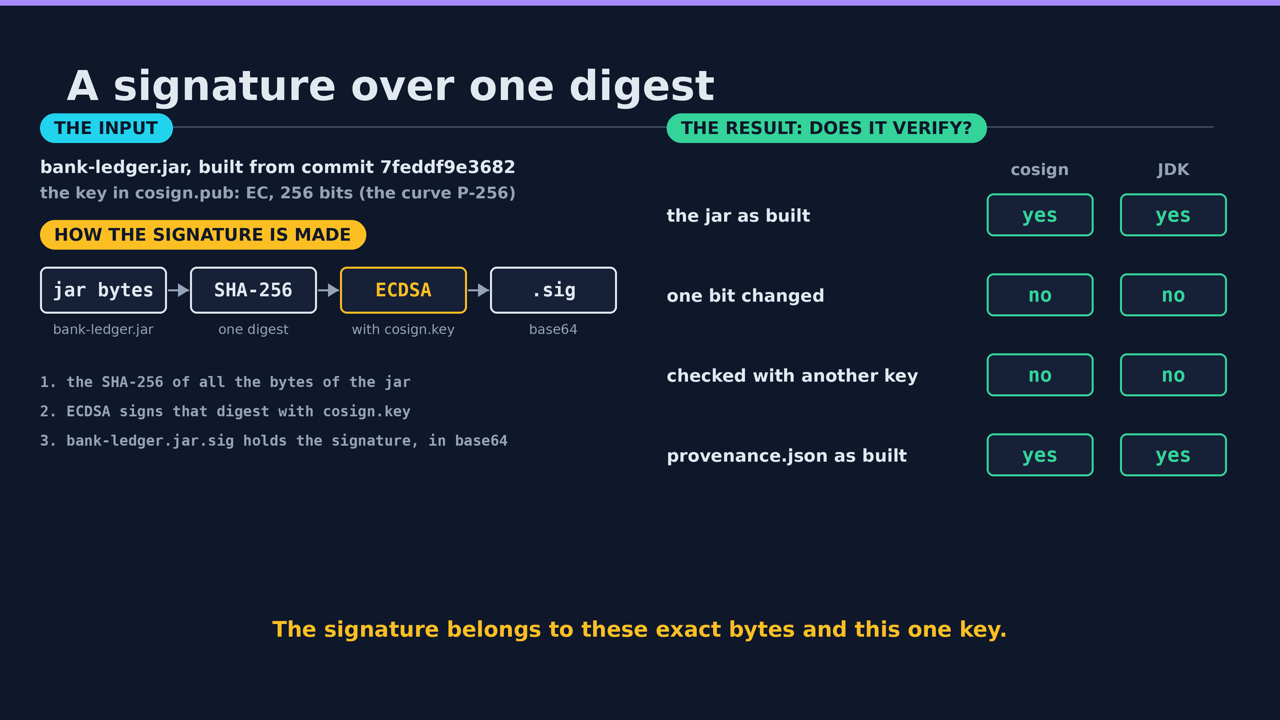 A signature over one digest
THE INPUT
bank-ledger.jar, built from commit 7feddf9e3682
the key in cosign.pub: EC, 256 bits (the curve P-256)
HOW THE SIGNATURE IS MADE
jar bytes
SHA-256
ECDSA
.sig
bank-ledger.jar
one digest
with cosign.key
base64
1. the SHA-256 of all the bytes of the jar
2. ECDSA signs that digest with cosign.key
3. bank-ledger.jar.sig holds the signature, in base64
THE RESULT: DOES IT VERIFY?
cosign JDK
the jar as built yes yes
one bit changed no no
checked with another key no no
provenance.json as built yes yes
The signature belongs to these exact bytes and this one key.